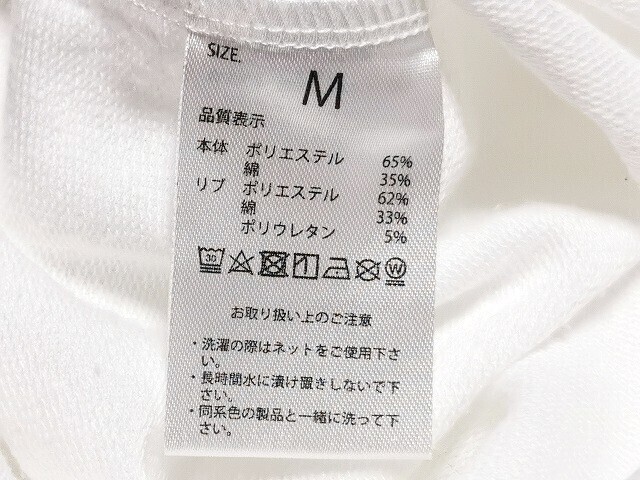 SIZE.
M
品質表示
本体 ポリエステル 65%
綿 35%
リブ ポリエステル 62%
綿 33%
ポリウレタン 5%
30 W
お取り扱い上のご注意
・洗濯の際はネットをご使用下さ
い。
・長時間水に漬け置きしないで下
さい。
・同系色の製品と一緒に洗って下
さい。